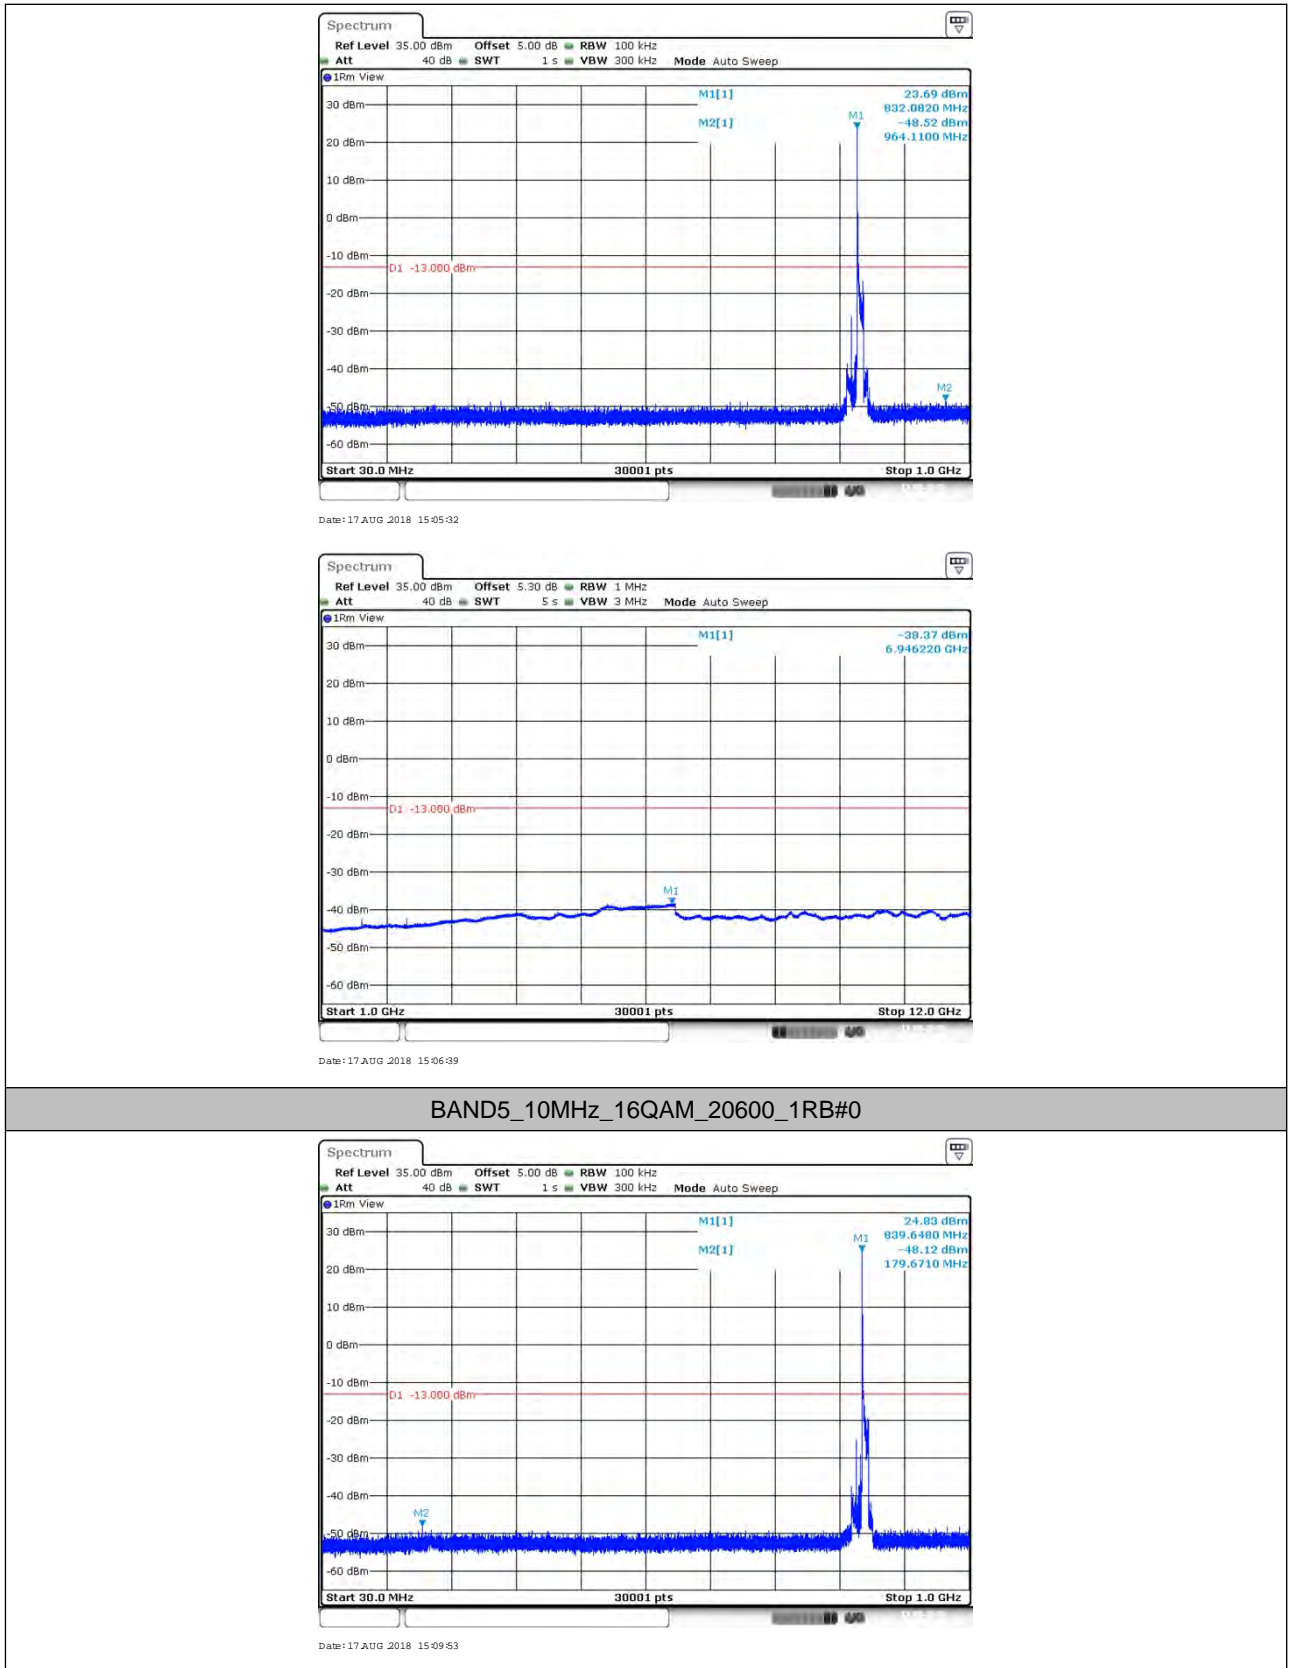 Spectrum
Ref Level 35.00 dBm Offset 5.00 dB RBW 100 kHz
Att 40 dB SWT 1 s VBW 300 kHz Mode Auto Sweep
1Rm View
M1[1] 23.69 dBm
832.0820 MHz
M2[1] -48.52 dBm
964.1100 MHz
M1
30 dBm
20 dBm
10 dBm
0 dBm
-10 dBm
D1 -13.000 dBm
-20 dBm
-30 dBm
-40 dBm
M2
-50 dBm
-60 dBm
Start 30.0 MHz 30001 pts Stop 1.0 GHz
Date: 17.AUG.2018 15:05:32
Spectrum
Ref Level 35.00 dBm Offset 5.30 dB RBW 1 MHz
Att 40 dB SWT 5 s VBW 3 MHz Mode Auto Sweep
1Rm View
M1[1] -38.37 dBm
6.946220 GHz
30 dBm
20 dBm
10 dBm
0 dBm
-10 dBm
D1 -13.000 dBm
-20 dBm
-30 dBm
M1
-40 dBm
-50 dBm
-60 dBm
Start 1.0 GHz 30001 pts Stop 12.0 GHz
Date: 17.AUG.2018 15:06:39
BAND5_10MHz_16QAM_20600_1RB#0
Spectrum
Ref Level 35.00 dBm Offset 5.00 dB RBW 100 kHz
Att 40 dB SWT 1 s VBW 300 kHz Mode Auto Sweep
1Rm View
M1[1] 24.83 dBm
839.6480 MHz
M2[1] -48.12 dBm
179.6710 MHz
M1
30 dBm
20 dBm
10 dBm
0 dBm
-10 dBm
D1 -13.000 dBm
-20 dBm
-30 dBm
-40 dBm
M2
-50 dBm
-60 dBm
Start 30.0 MHz 30001 pts Stop 1.0 GHz
Date: 17.AUG.2018 15:09:53